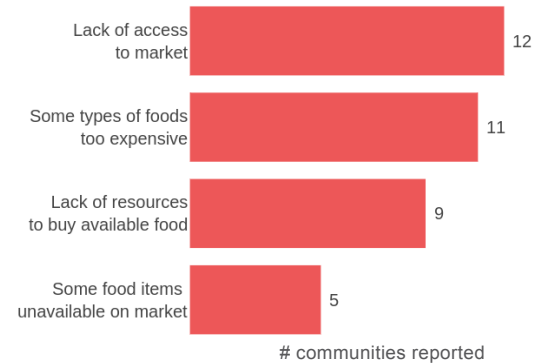 Lack of access
to market
12
Some types of foods
too expensive
11
Lack of resources
to buy available food
9
Some food items
unavailable on market
5
# communities reported